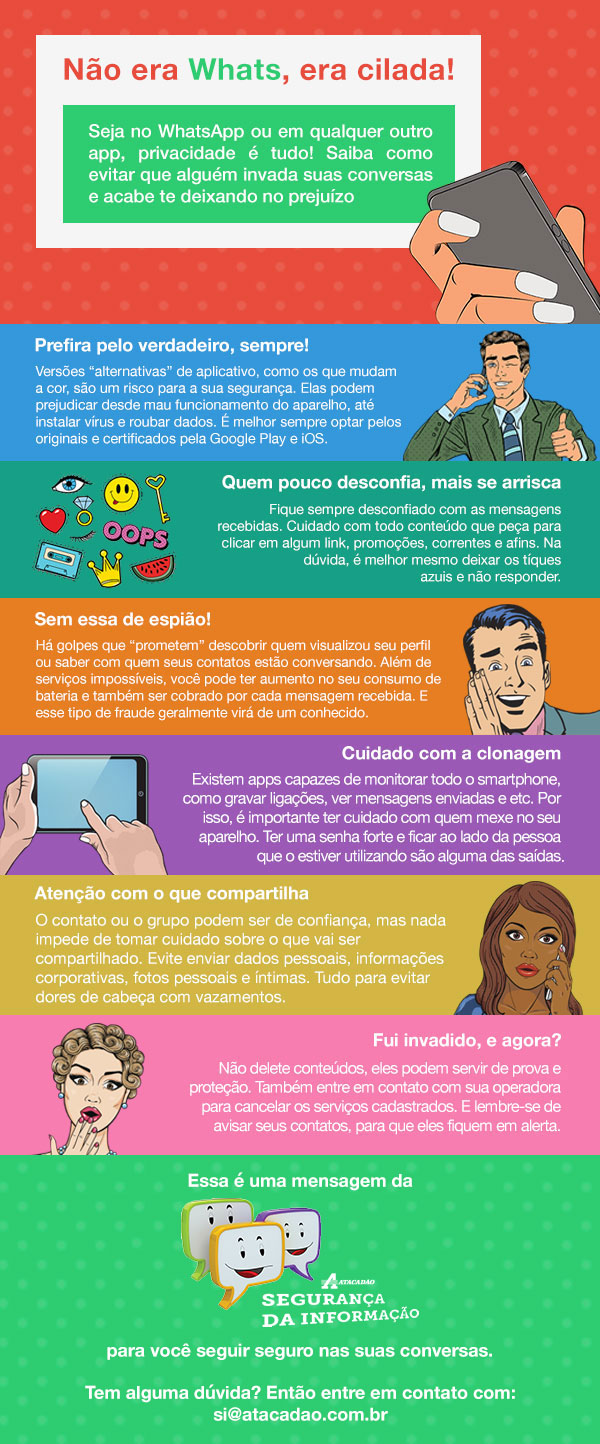 Não era Whats, era cilada!
Seja no WhatsApp ou em qualquer outro
app, privacidade é tudo! Saiba como
evitar que alguém invada suas conversas
e acabe te deixando no prejuízo
Prefira pelo verdadeiro, sempre!
Versões “alternativas” de aplicativo, como os que mudam
a cor, são um risco para a sua segurança. Elas podem
prejudicar desde mau funcionamento do aparelho, até
instalar vírus e roubar dados. É melhor sempre optar pelos
originais e certificados pela Google Play e iOS.
Quem pouco desconfia, mais se arrisca
OOPS
Fique sempre desconfiado com as mensagens
recebidas. Cuidado com todo conteúdo que peça para
clicar em algum link, promoções, correntes e afins. Na
dúvida, é melhor mesmo deixar os tíques
azuis e não responder.
Sem essa de espião!
Há golpes que “prometem” descobrir quem visualizou seu perfil
ou saber com quem seus contatos estão conversando. Além de
serviços impossíveis, você pode ter aumento no seu consumo de
bateria e também ser cobrado por cada mensagem recebida. E
esse tipo de fraude geralmente virá de um conhecido.
Cuidado com a clonagem
Existem apps capazes de monitorar todo o smartphone,
como gravar ligações, ver mensagens enviadas e etc. Por
isso, é importante ter cuidado com quem mexe no seu
aparelho. Ter uma senha forte e ficar ao lado da pessoa
que o estiver utilizando são alguma das saídas.
Atenção com o que compartilha
O contato ou o grupo podem ser de confiança, mas nada
impede de tomar cuidado sobre o que vai ser
compartilhado. Evite enviar dados pessoais, informações
corporativas, fotos pessoais e íntimas. Tudo para evitar
dores de cabeça com vazamentos.
Fui invadido, e agora?
Não delete conteúdos, eles podem servir de prova e
proteção. Também entre em contato com sua operadora
para cancelar os serviços cadastrados. E lembre-se de
avisar seus contatos, para que eles fiquem em alerta.
Essa é uma mensagem da
ATACADÃO
SEGURANÇA
DA INFORMAÇÃO
para você seguir seguro nas suas conversas.
Tem alguma dúvida? Então entre em contato com:
si@atacadao.com.br